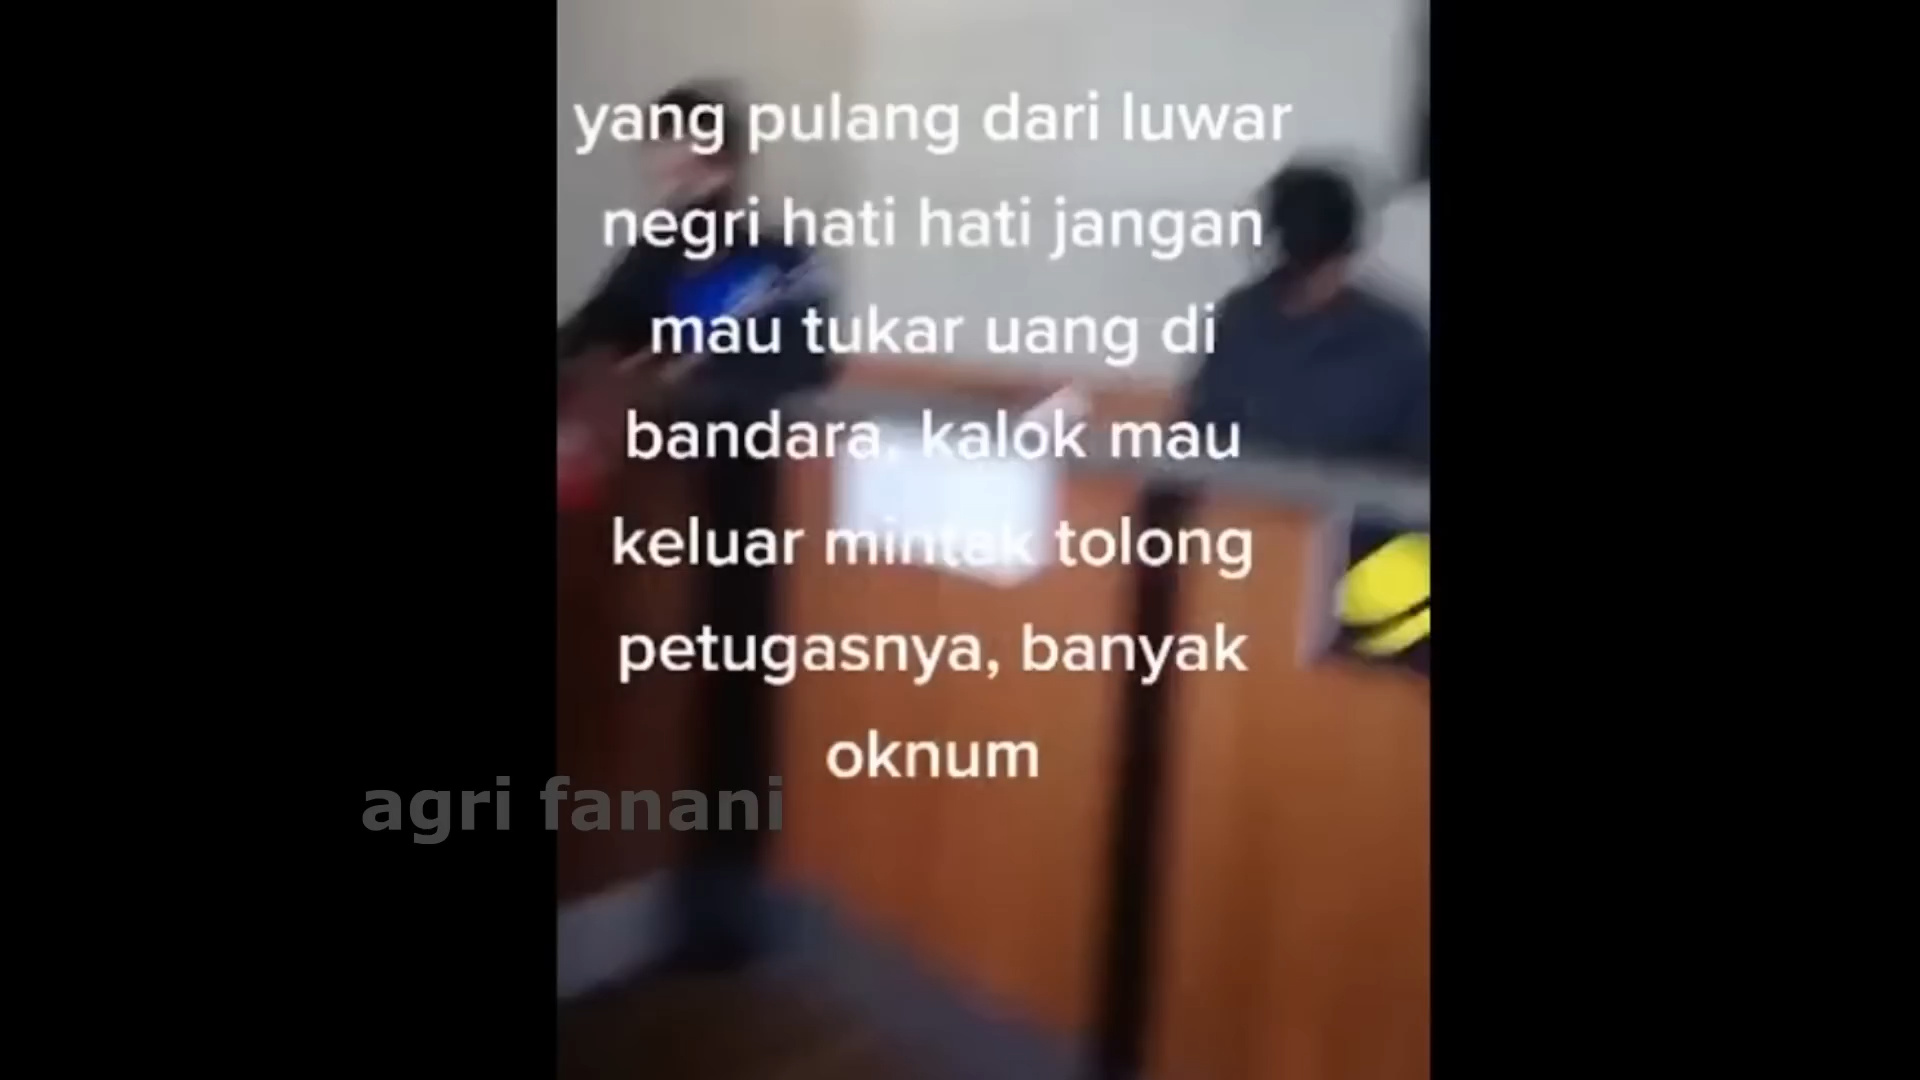 yang pulang dari luwar
negri hati hati jangan
mau tukar uang di
bandara, kalok mau
keluar mintak tolong
petugasnya, banyak
oknum
agri fanani